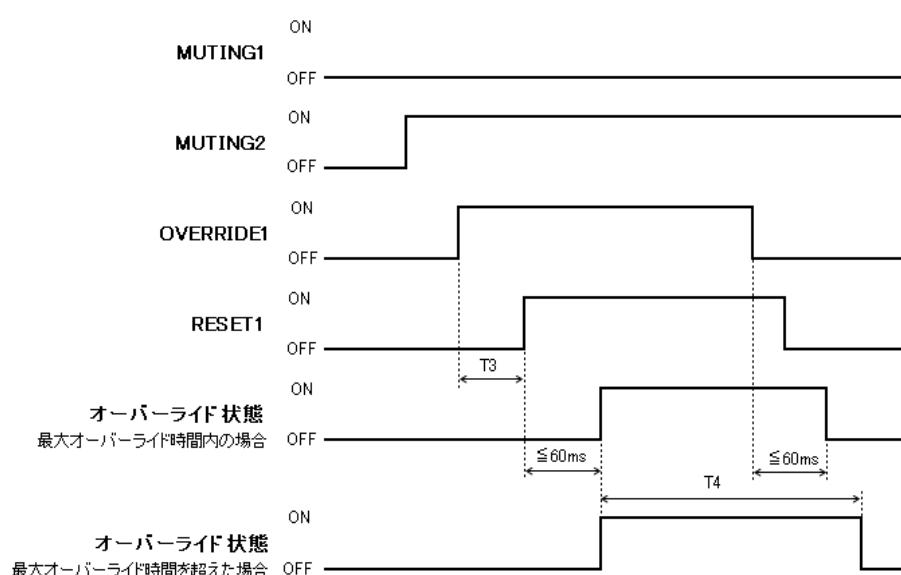 ON
MUTING1
OFF
ON
MUTING2
OFF
ON
OVERRIDE1
OFF
ON
RESET1
OFF
T3
ON
オーバーライド状態
最大オーバーライド時間内の場合 OFF
≦60ms
≦60ms
T4
ON
オーバーライド状態
最大オーバーライド時間を超えた場合 OFF